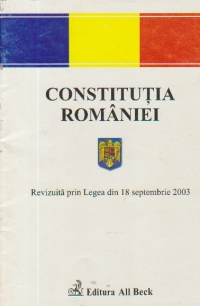 CONSTITUȚIA
ROMÂNIEI
Revizuită prin Legea din 18 septembrie 2003
Editura All Beck